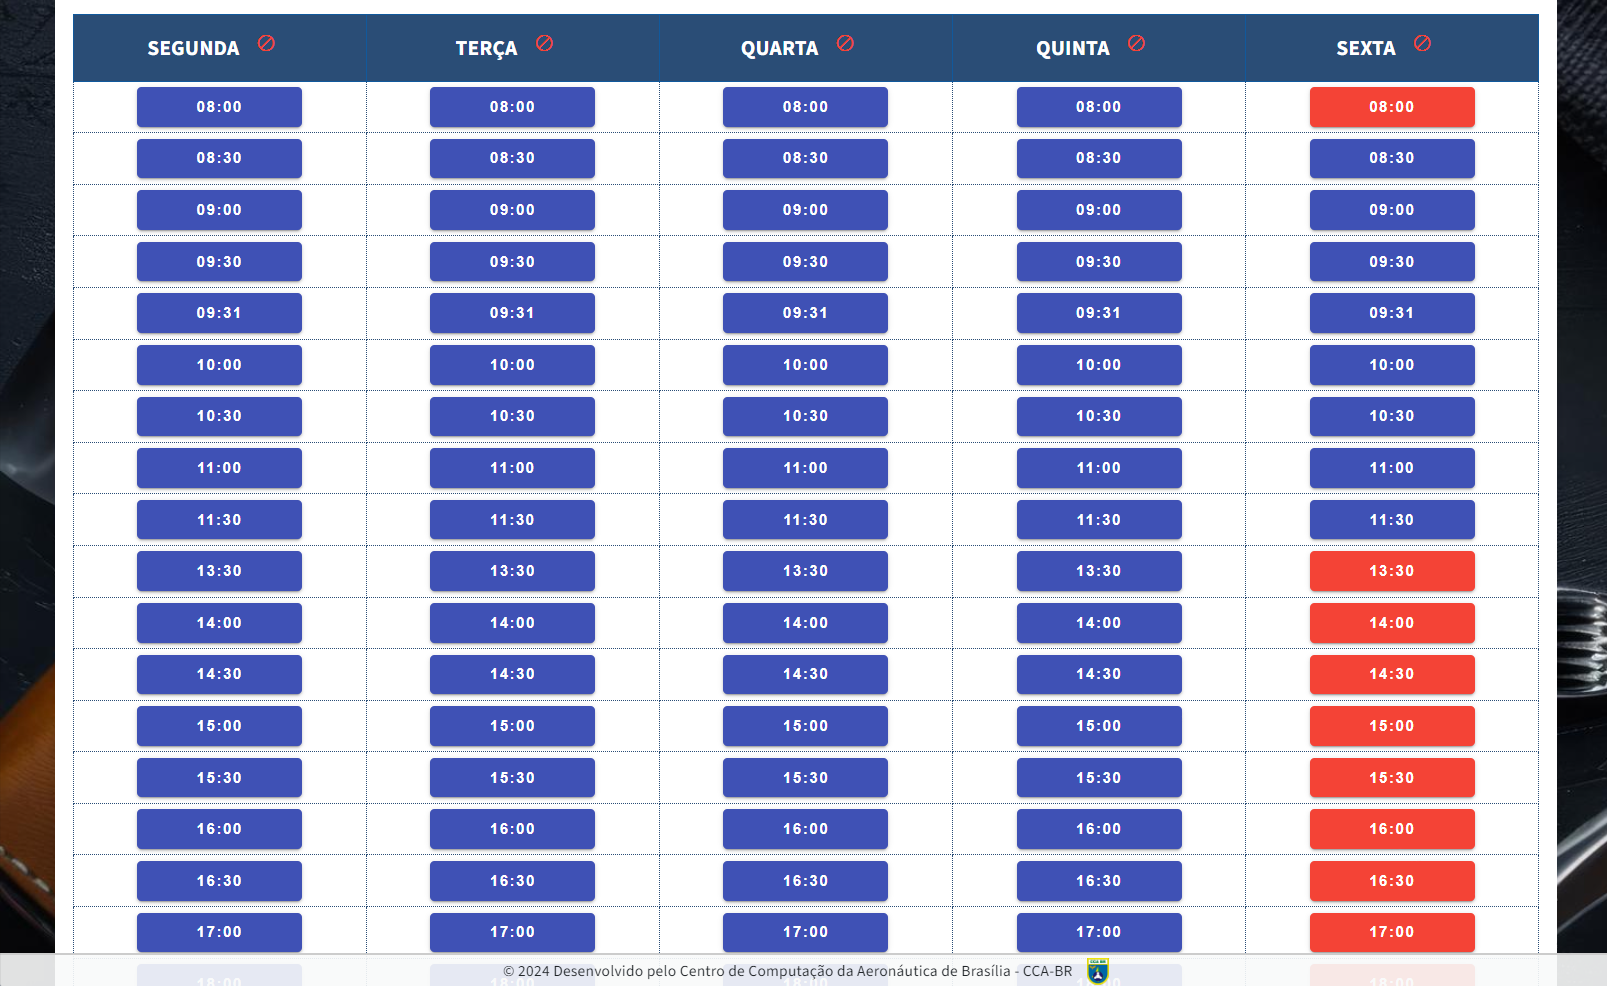 SEGUNDA TERÇA QUARTA QUINTA SEXTA
08:00 08:00 08:00 08:00 08:00
08:30 08:30 08:30 08:30 08:30
09:00 09:00 09:00 09:00 09:00
09:30 09:30 09:30 09:30 09:30
09:31 09:31 09:31 09:31 09:31
10:00 10:00 10:00 10:00 10:00
10:30 10:30 10:30 10:30 10:30
11:00 11:00 11:00 11:00 11:00
11:30 11:30 11:30 11:30 11:30
13:30 13:30 13:30 13:30 13:30
14:00 14:00 14:00 14:00 14:00
14:30 14:30 14:30 14:30 14:30
15:00 15:00 15:00 15:00 15:00
15:30 15:30 15:30 15:30 15:30
16:00 16:00 16:00 16:00 16:00
16:30 16:30 16:30 16:30 16:30
17:00 17:00 17:00 17:00 17:00
© 2024 Desenvolvido pelo Centro de Computação da Aeronáutica de Brasília - CCA-BR CCA BR